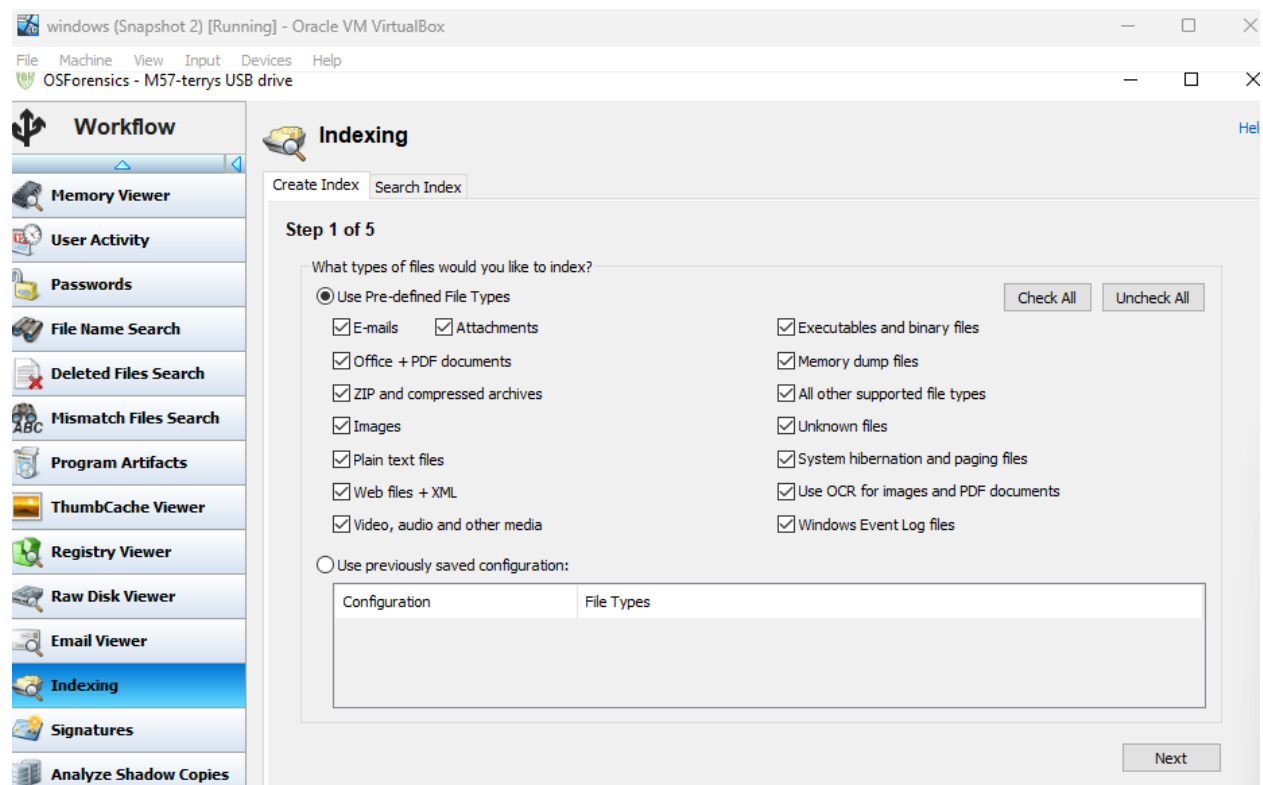 windows (Snapshot 2) [Running] - Oracle VM VirtualBox
File Machine View Input Devices Help
OSForensics - M57-terrys USB drive
Workflow
Memory Viewer
User Activity
Passwords
File Name Search
Deleted Files Search
ABC
Mismatch Files Search
Program Artifacts
ThumbCache Viewer
Registry Viewer
Raw Disk Viewer
Email Viewer
Indexing
Signatures
Analyze Shadow Copies
Indexing
Hel
Create Index Search Index
Step 1 of 5
What types of files would you like to index?
Use Pre-defined File Types
Check All Uncheck All
E-mails Attachments
Office + PDF documents
ZIP and compressed archives
Images
Plain text files
Web files + XML
Video, audio and other media
Executables and binary files
Memory dump files
All other supported file types
Unknown files
System hibernation and paging files
Use OCR for images and PDF documents
Windows Event Log files
Use previously saved configuration:
Configuration File Types
Next